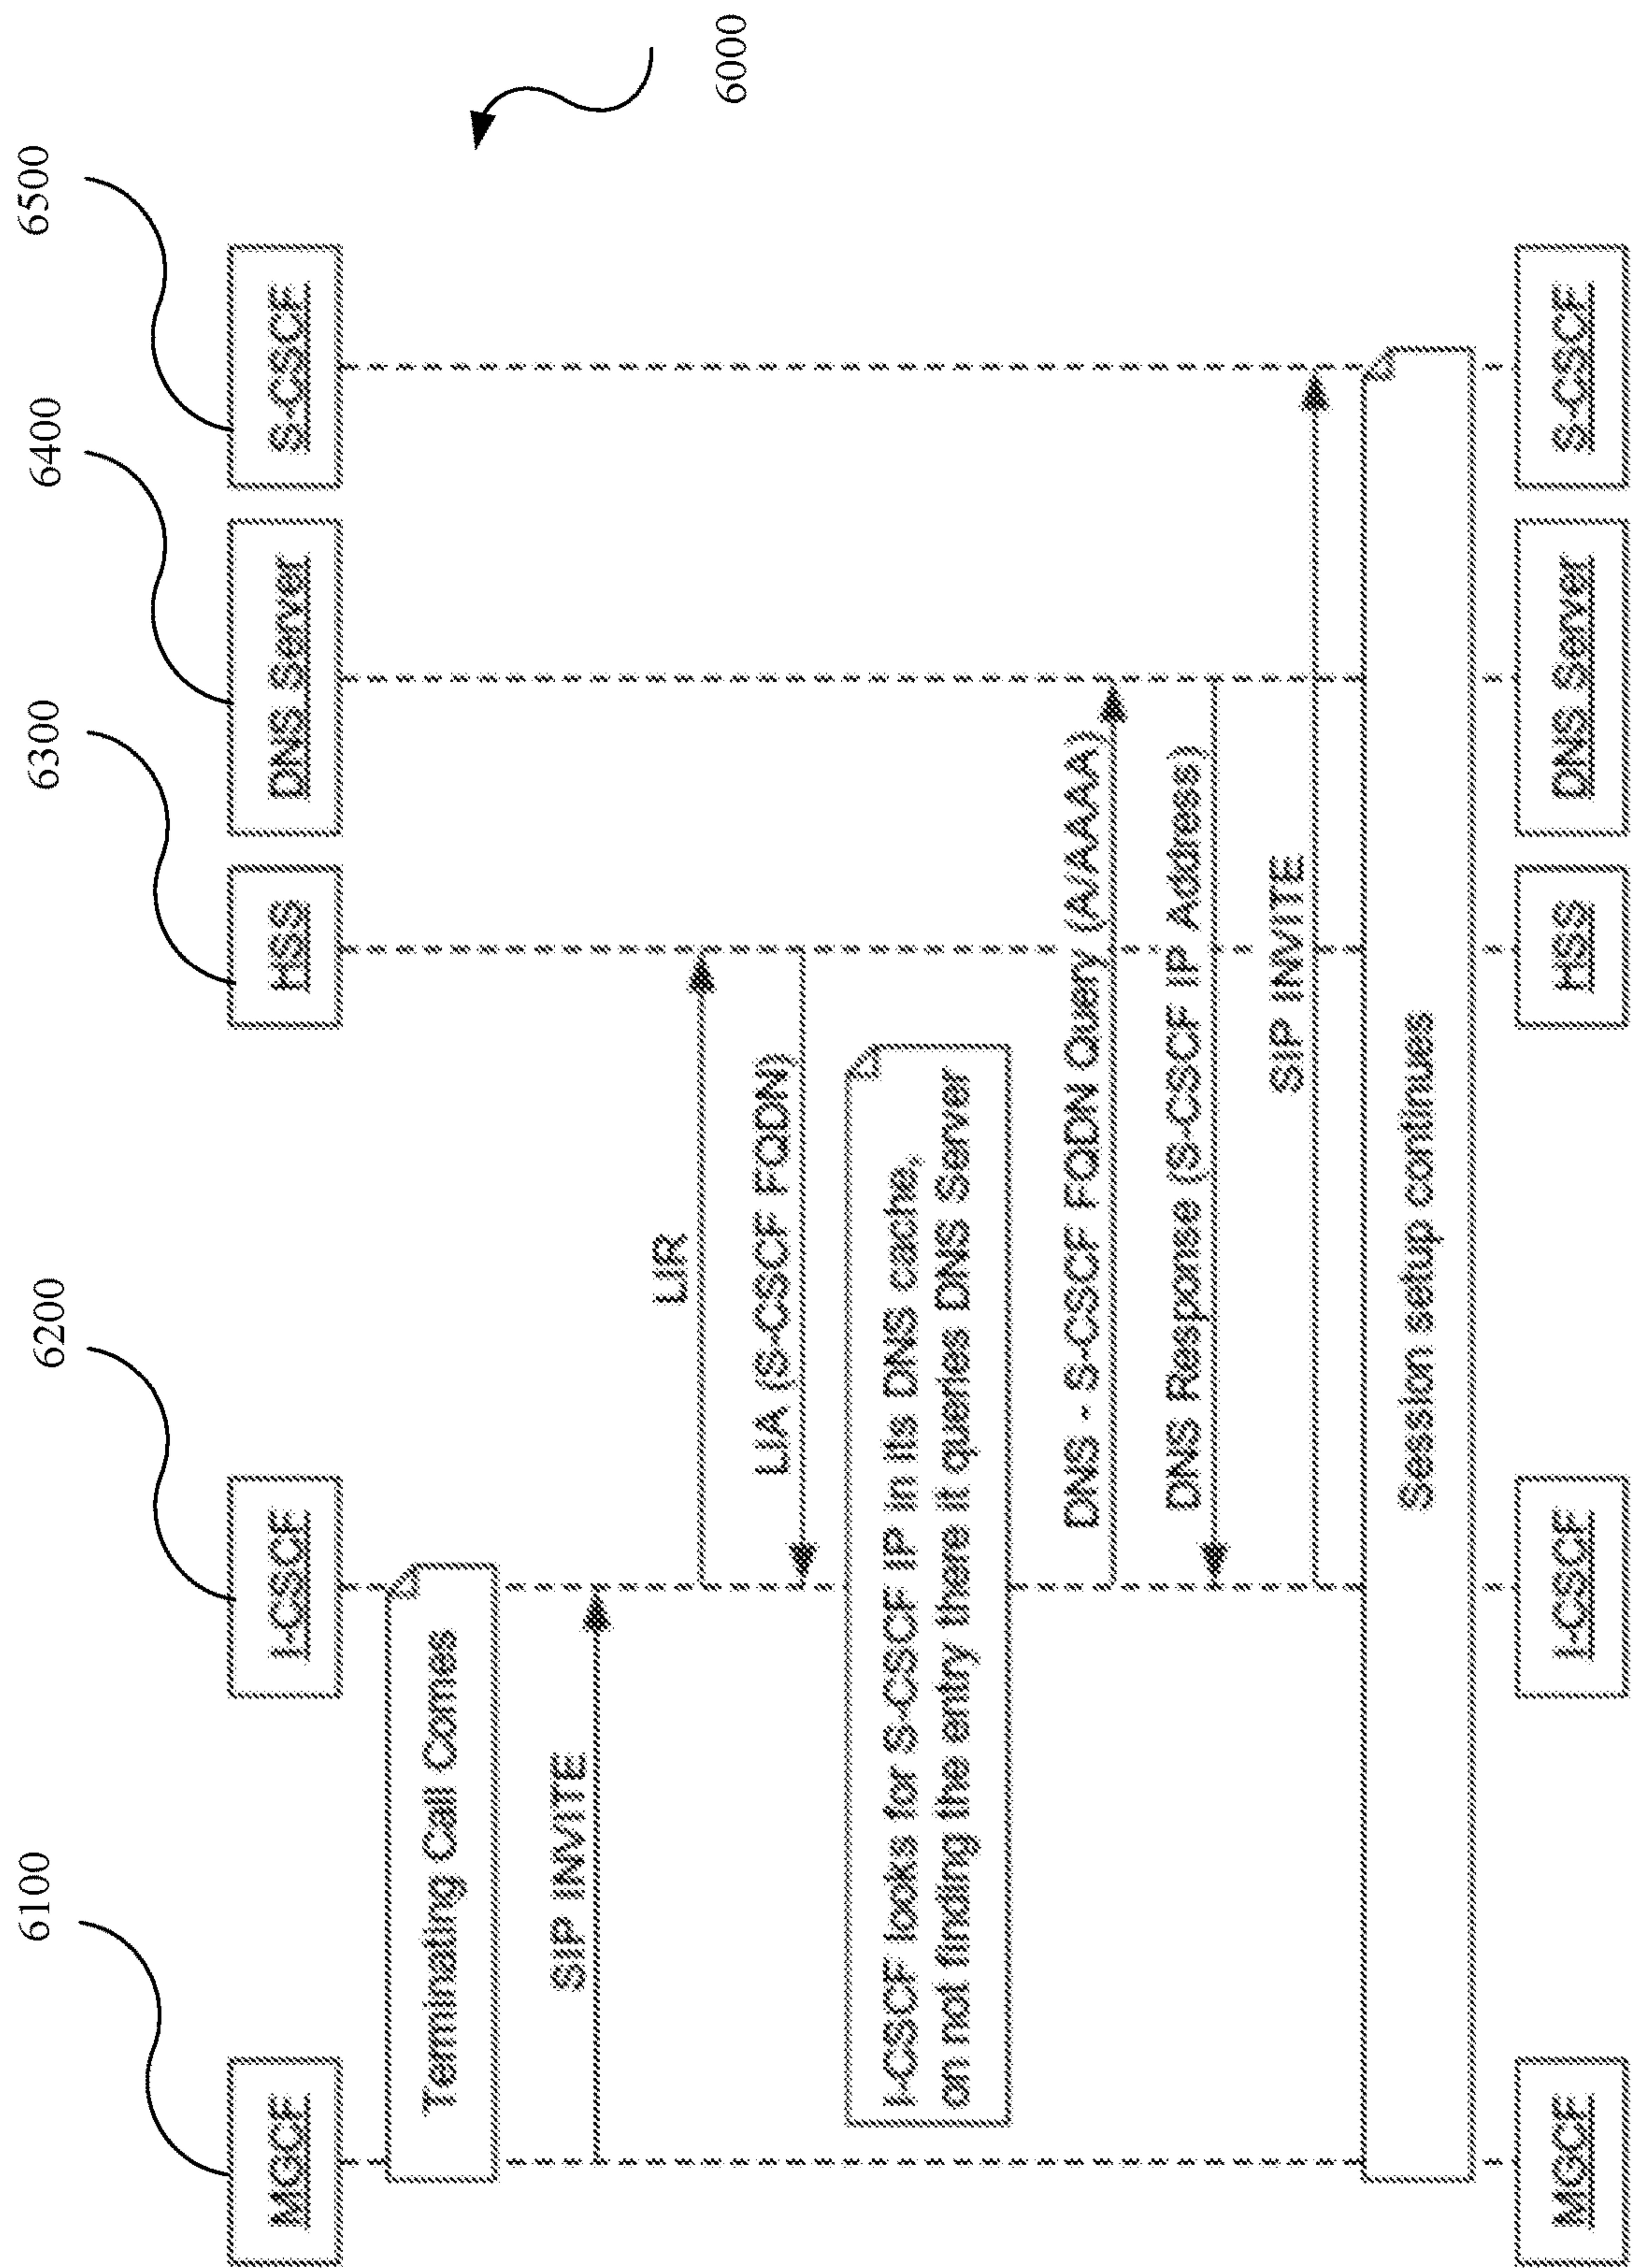 6000
6100
6200
6300
6400
6500
MGCF
I-CSCF
HSS
DNS Server
S-CSCF
Terminating Call Comes
SIP INVITE
LIR
LIA (S-CSCF FQDN)
I-CSCF looks for S-CSCF IP in its DNS cache,
on not finding the entry there it queries DNS Server
DNS - S-CSCF FQDN Query (A/AAAA)
DNS Response (S-CSCF IP Address)
SIP INVITE
Session setup continues
MGCF
I-CSCF
HSS
DNS Server
S-CSCF